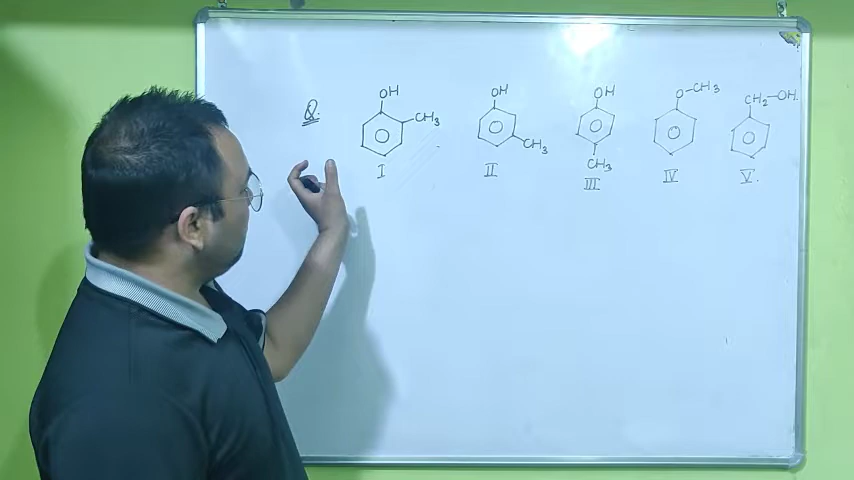 Q.
OH
CH3
I
OH
CH3
II
OH
CH3
III
O-CH3
IV
CH2-OH.
V.